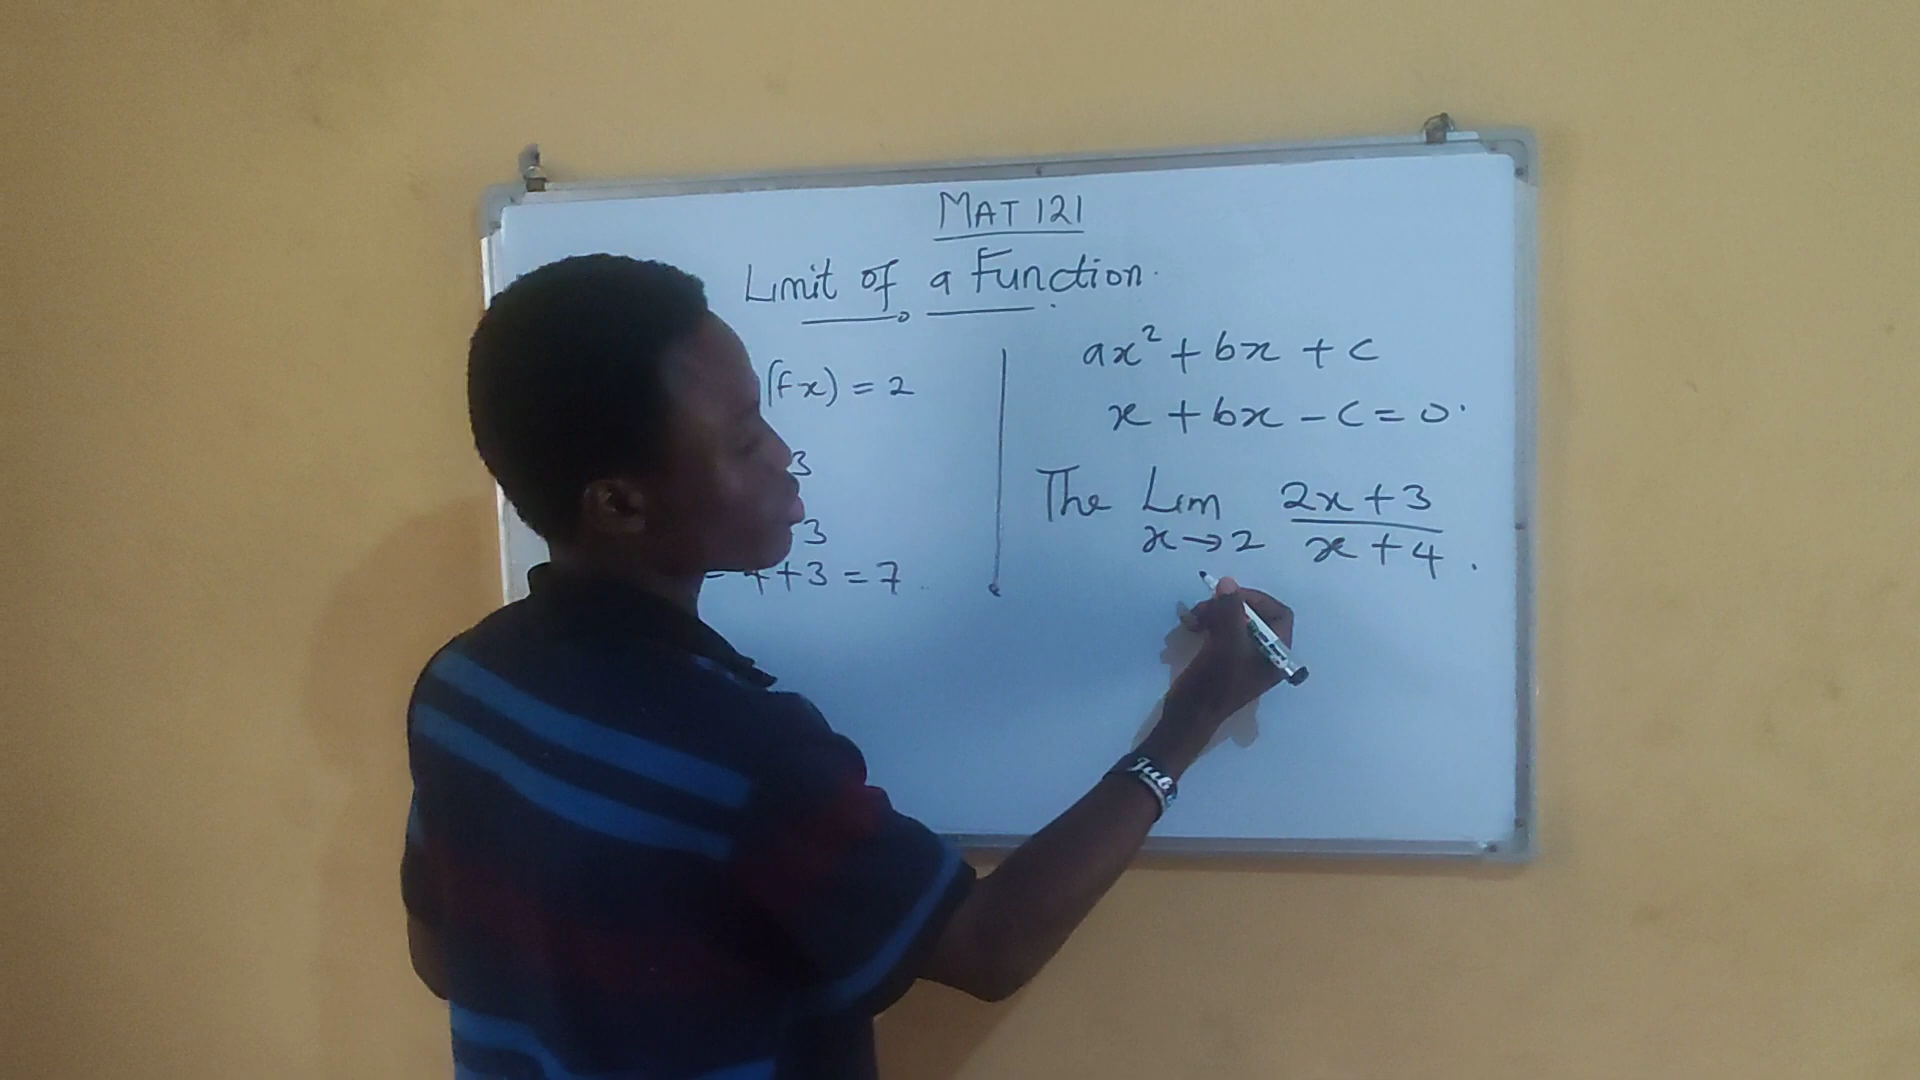 MAT 121
Limit of a Function.
(fx) = 2
3
3
= 4+3 = 7
ax² + bx + c
x + bx - c = 0.
The Lim 2x+3
x→2 x+4.
Jub